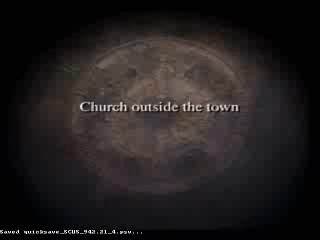 Church outside the town
Saved quicksave_SCUS_942.21_4.psv...